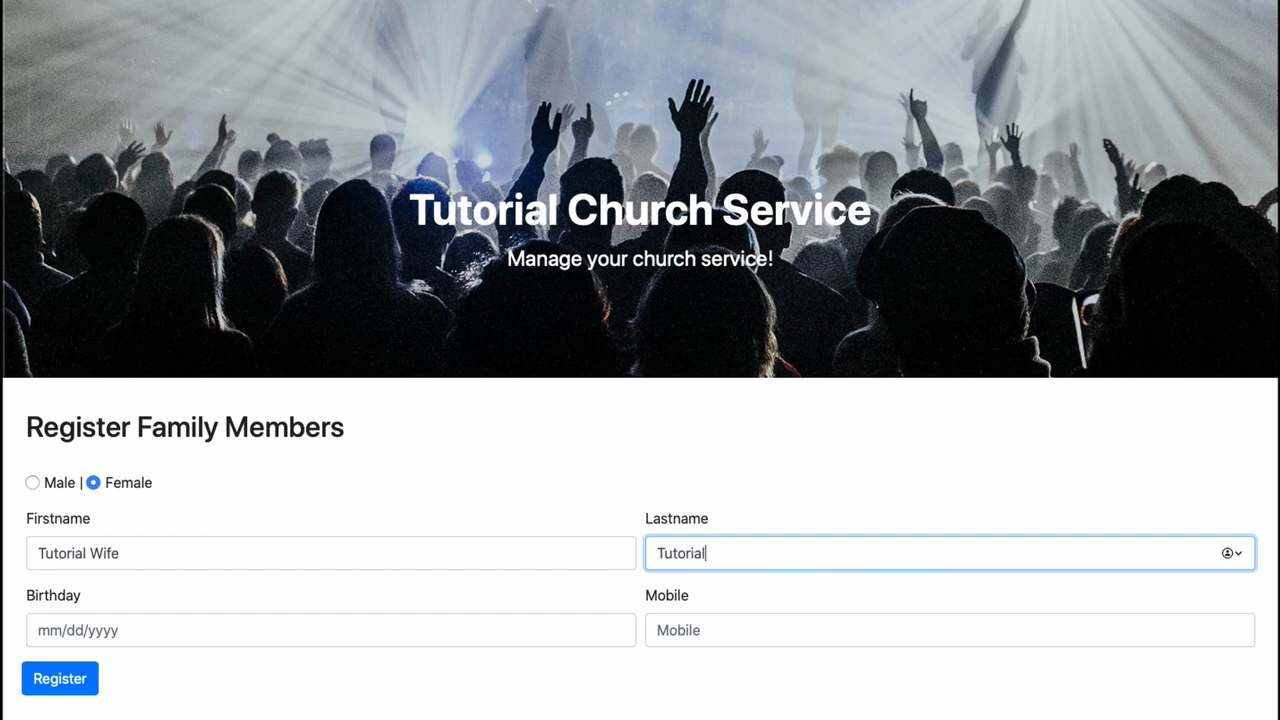 Tutorial Church Service
Manage your church service!
Register Family Members
Male | Female
Firstname Lastname
Tutorial Wife Tutorial
Birthday Mobile
mm/dd/yyyy Mobile
Register